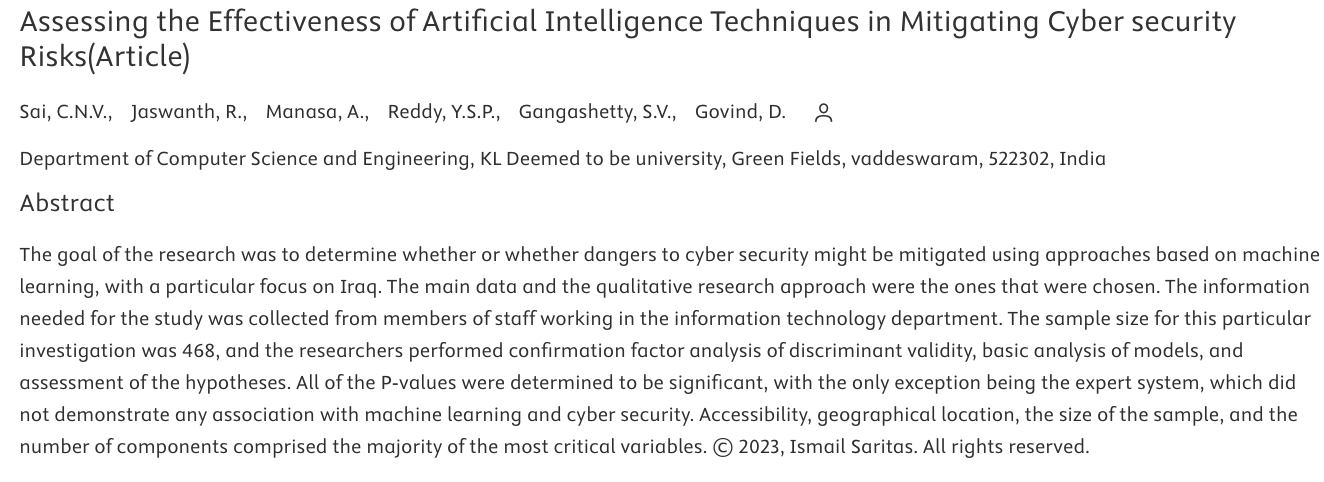 Assessing the Effectiveness of Artificial Intelligence Techniques in Mitigating Cyber security
Risks(Article)
Sai, C.N.V., Jaswanth, R., Manasa, A., Reddy, Y.S.P., Gangashetty, S.V., Govind, D.
Department of Computer Science and Engineering, KL Deemed to be university, Green Fields, vaddeswaram, 522302, India
Abstract
The goal of the research was to determine whether or whether dangers to cyber security might be mitigated using approaches based on machine
learning, with a particular focus on Iraq. The main data and the qualitative research approach were the ones that were chosen. The information
needed for the study was collected from members of staff working in the information technology department. The sample size for this particular
investigation was 468, and the researchers performed confirmation factor analysis of discriminant validity, basic analysis of models, and
assessment of the hypotheses. All of the P-values were determined to be significant, with the only exception being the expert system, which did
not demonstrate any association with machine learning and cyber security. Accessibility, geographical location, the size of the sample, and the
number of components comprised the majority of the most critical variables. © 2023, Ismail Saritas. All rights reserved.